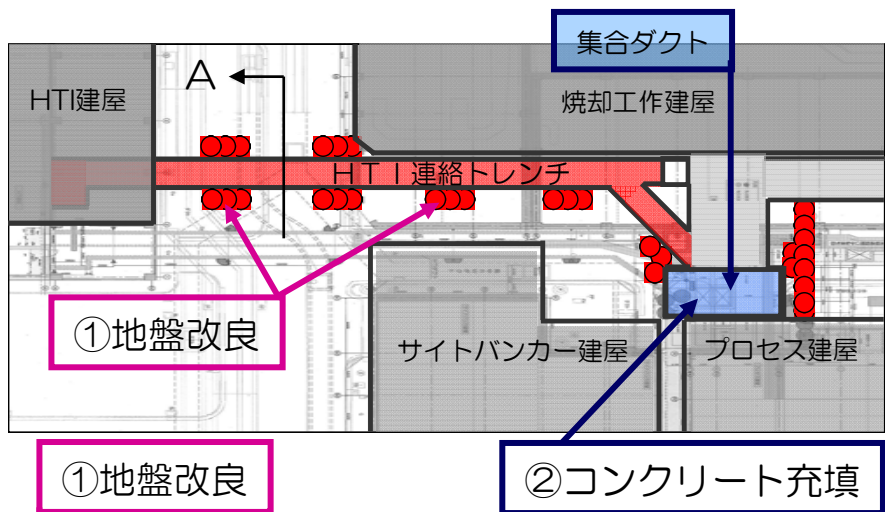 集合ダクト
HTI建屋
A
焼却工作建屋
HTI連絡トレンチ
①地盤改良
サイトバンカー建屋
プロセス建屋
①地盤改良
②コンクリート充填